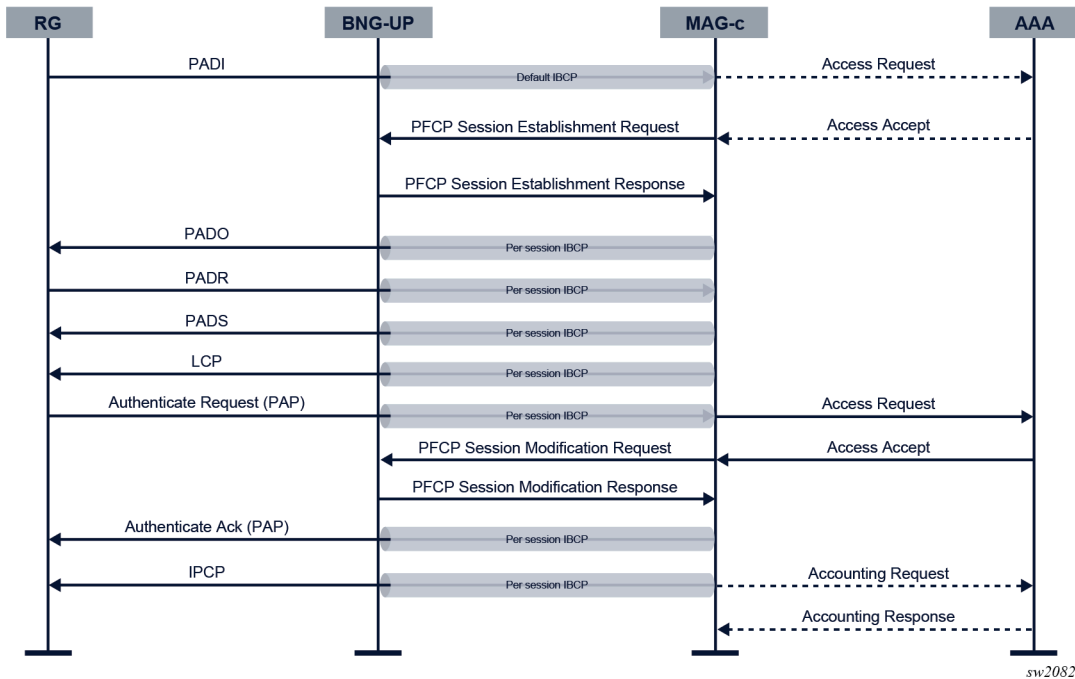 RG BNG-UP MAG-c AAA
PADI Default IBCP Access Request
PFCP Session Establishment Request Access Accept
PFCP Session Establishment Response
PADO Per session IBCP
PADR Per session IBCP
PADS Per session IBCP
LCP Per session IBCP
Authenticate Request (PAP) Per session IBCP Access Request
PFCP Session Modification Request Access Accept
PFCP Session Modification Response
Authenticate Ack (PAP) Per session IBCP
IPCP Per session IBCP Accounting Request
Accounting Response
sw2082